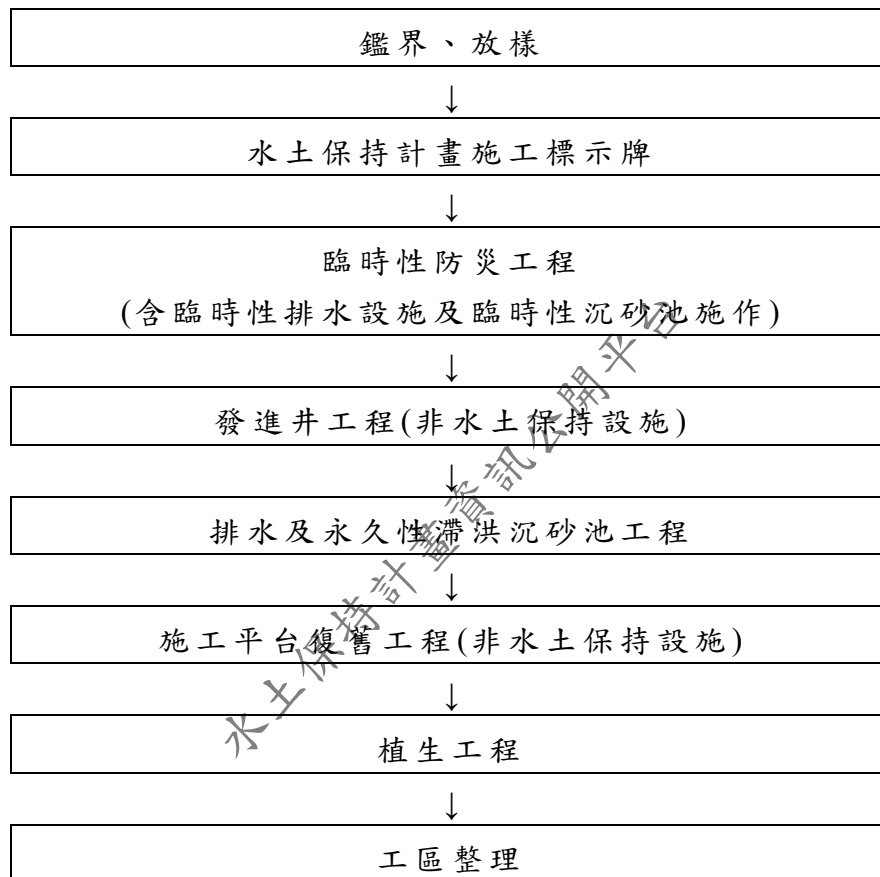 鑑界、放樣
↓
水土保持計畫施工標示牌
↓
臨時性防災工程
(含臨時性排水設施及臨時性沉砂池施作)
↓
發進井工程(非水土保持設施)
↓
排水及永久性滯洪沉砂池工程
↓
施工平台復舊工程(非水土保持設施)
↓
植生工程
↓
工區整理
水土保持計畫資訊公開平台